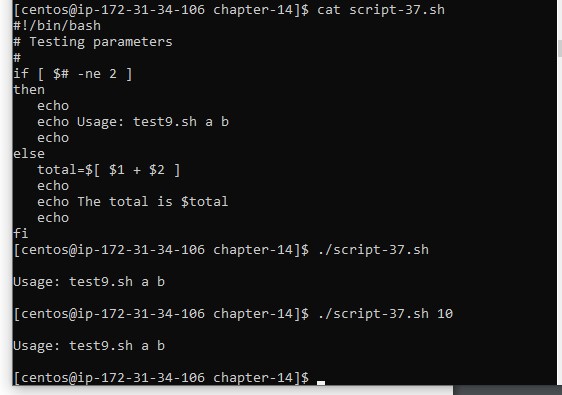 [centos@ip-172-31-34-106 chapter-14]$ cat script-37.sh
#!/bin/bash
# Testing parameters
#
if [ $# -ne 2 ]
then
   echo
   echo Usage: test9.sh a b
   echo
else
   total=$[ $1 + $2 ]
   echo
   echo The total is $total
   echo
fi
[centos@ip-172-31-34-106 chapter-14]$ ./script-37.sh

Usage: test9.sh a b

[centos@ip-172-31-34-106 chapter-14]$ ./script-37.sh 10

Usage: test9.sh a b

[centos@ip-172-31-34-106 chapter-14]$